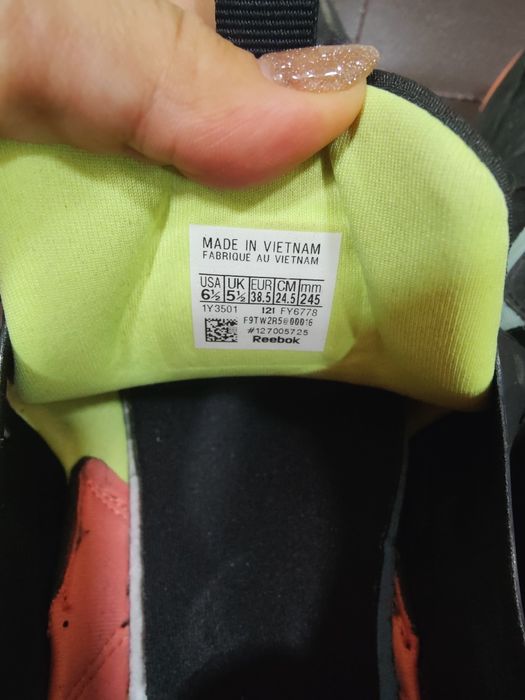 MADE IN VIETNAM
FABRIQUÉ AU VIETNAM
USA UK EUR CM mm
6½ 5½ 38.5 24.5 245
1Y3501 121 FY6778
F9TW2R5@00016
#127005725
Reebok